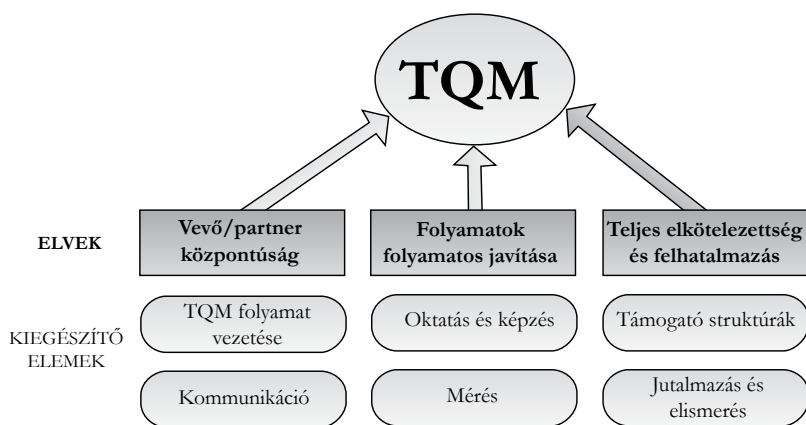 TQM
ELVEK
Vevő/partner
központúság
Folyamatok
folyamatos javítása
Teljes elkötelezettség
és felhatalmazás
KIEGÉSZÍTŐ
ELEMEK
TQM folyamat
vezetése
Oktatás és képzés
Támogató struktúrák
Kommunikáció
Mérés
Jutalmazás és
elismerés